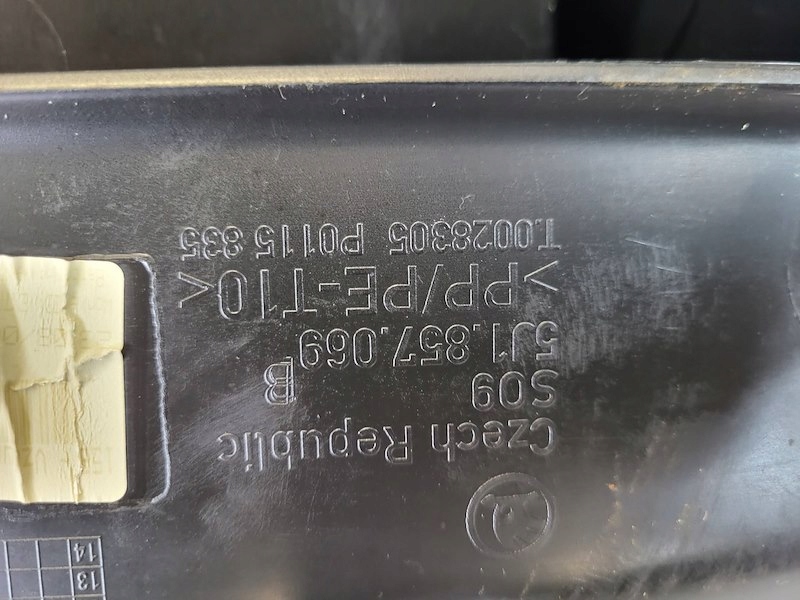 Czech Republic
S09 B
5J1.857.069
>PP/PE-T10<
T.0028305 P0115 835
13
14